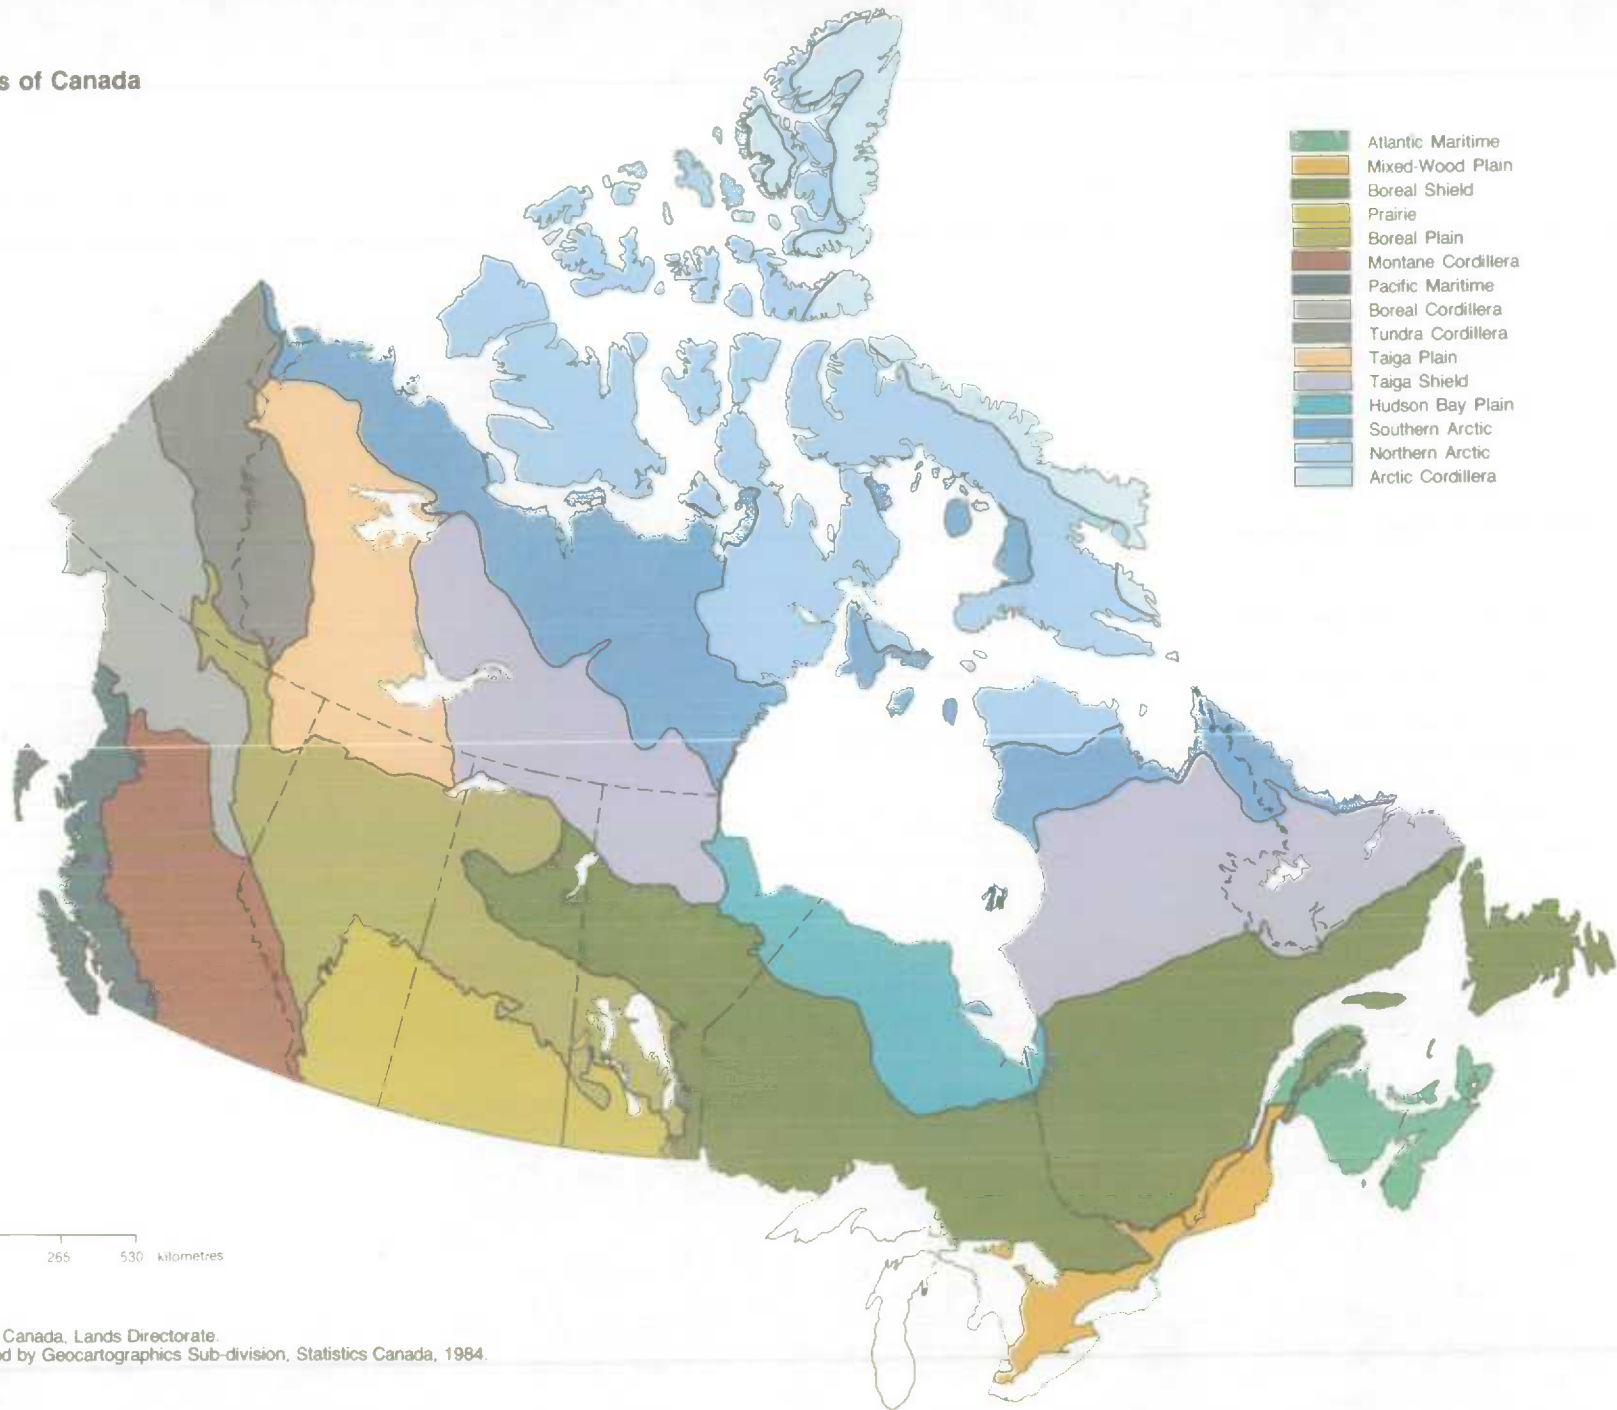 s of Canada
Atlantic Maritime
Mixed-Wood Plain
Boreal Shield
Prairie
Boreal Plain
Montane Cordillera
Pacific Maritime
Boreal Cordillera
Tundra Cordillera
Taiga Plain
Taiga Shield
Hudson Bay Plain
Southern Arctic
Northern Arctic
Arctic Cordillera
265 530 kilometres
Canada, Lands Directorate.
d by Geocartographics Sub-division, Statistics Canada, 1984.